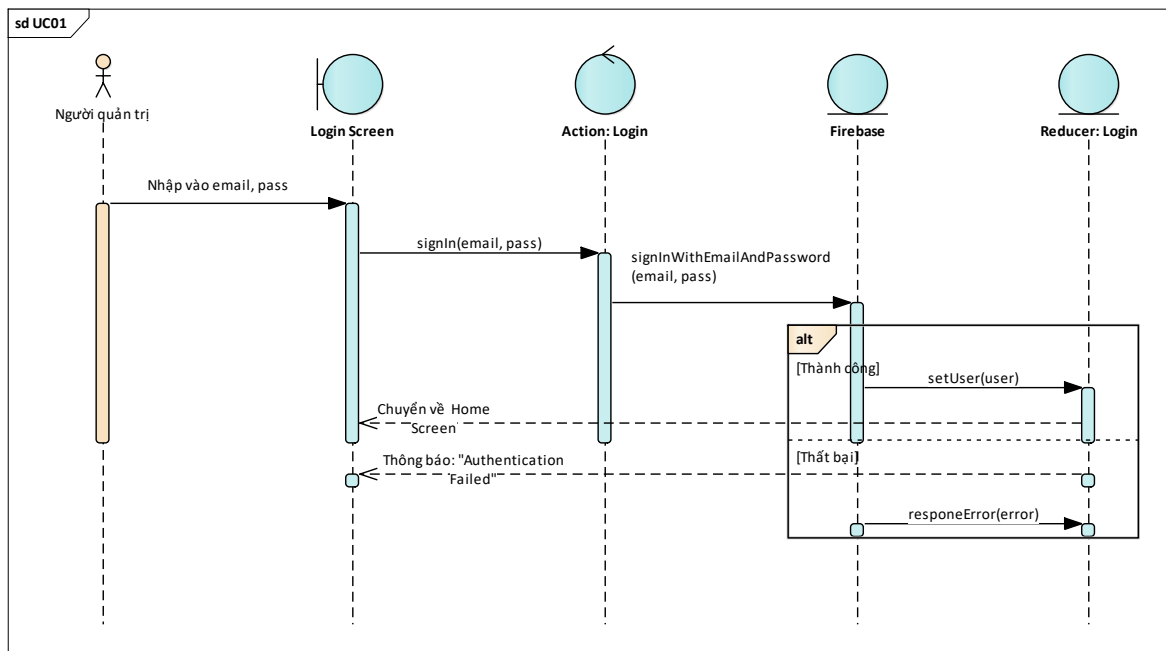 sd UC01
Người quản trị
Login Screen
Action: Login
Firebase
Reducer: Login
Nhập vào email, pass
signIn(email, pass)
signInWithEmailAndPassword
(email, pass)
alt
[Thành công]
setUser(user)
Chuyển về Home
Screen
[Thất bại]
Thông báo: "Authentication
Failed"
responeError(error)